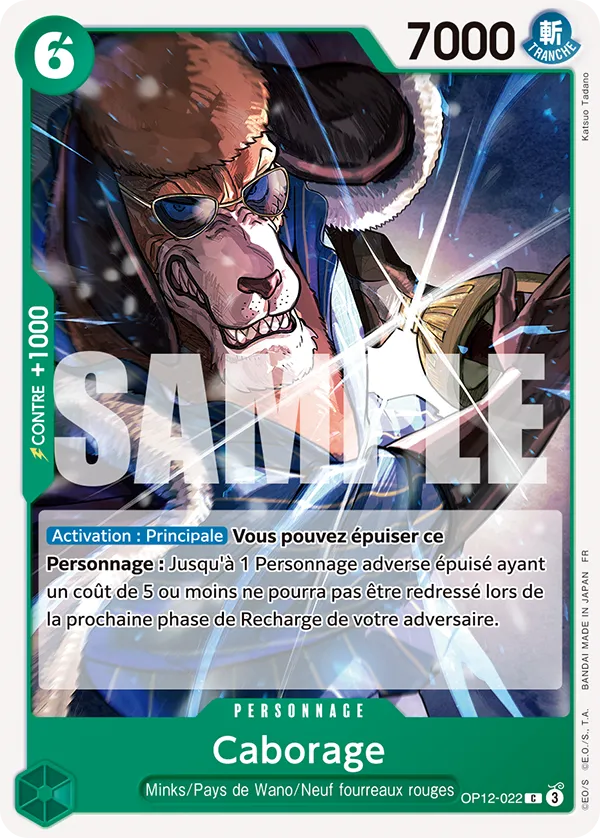 6
7000
斬
TRANCHE
Katsuo Tadano
CONTRE +1000
SAMPLE
Activation : Principale Vous pouvez épuiser ce
Personnage : Jusqu'à 1 Personnage adverse épuisé ayant
un coût de 5 ou moins ne pourra pas être redressé lors de
la prochaine phase de Recharge de votre adversaire.
PERSONNAGE
Caborage
Minks/Pays de Wano/Neuf fourreaux rouges
OP12-022 C 3
©E.O/S ©E.O./S., T.A. BANDAI MADE IN JAPAN FR